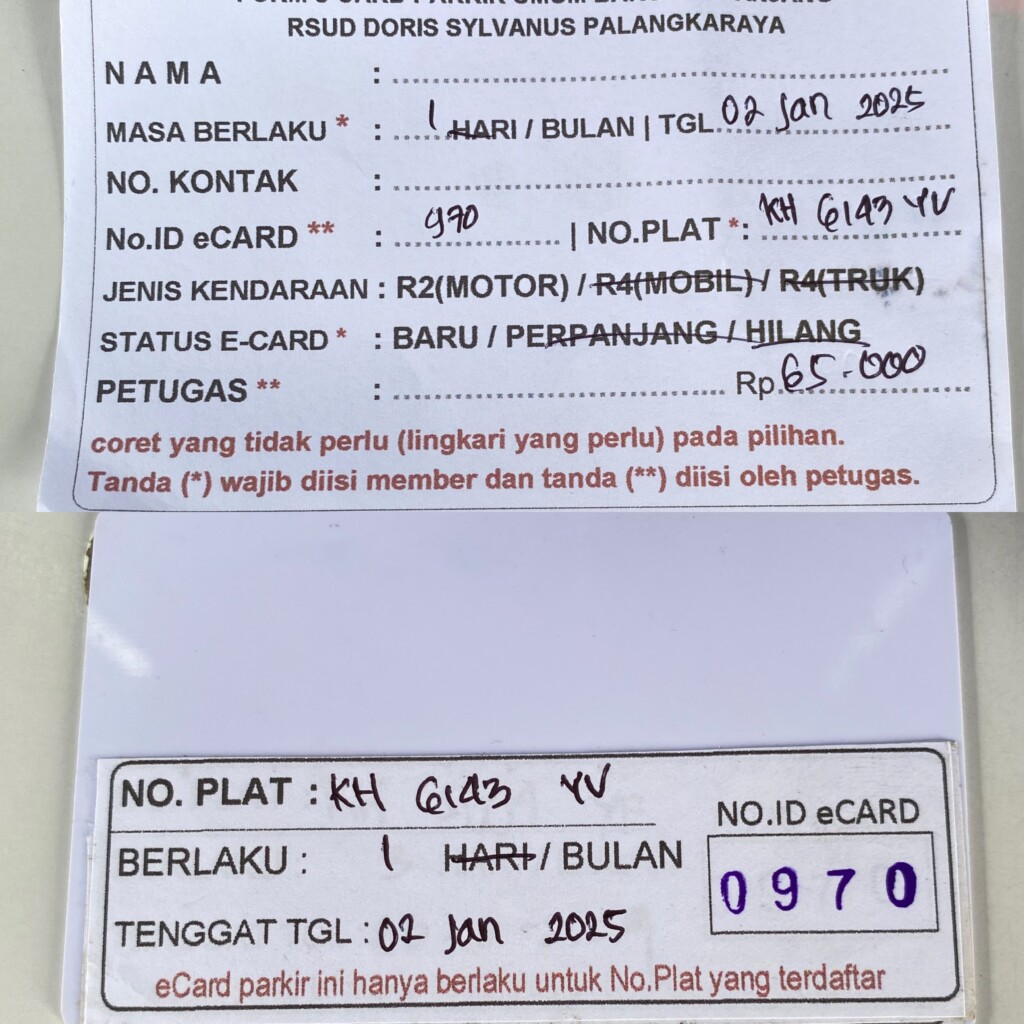 RSUD DORIS SYLVANUS PALANGKARAYA
NAMA : ....................
MASA BERLAKU * : 1 HARI / BULAN | TGL 02 Jan 2025
NO. KONTAK : ....................
No.ID eCARD ** : 970 | NO.PLAT *: KH 6143 YV
JENIS KENDARAAN : R2(MOTOR) / R4(MOBIL) / R4(TRUK)
STATUS E-CARD * : BARU / PERPANJANG / HILANG
PETUGAS ** : .................... Rp 65.000
coret yang tidak perlu (lingkari yang perlu) pada pilihan.
Tanda (*) wajib diisi member dan tanda (**) diisi oleh petugas.
NO. PLAT : KH 6143 YV
NO.ID eCARD
BERLAKU : 1 HARI / BULAN
0970
TENGGAT TGL : 02 Jan 2025
eCard parkir ini hanya berlaku untuk No.Plat yang terdaftar